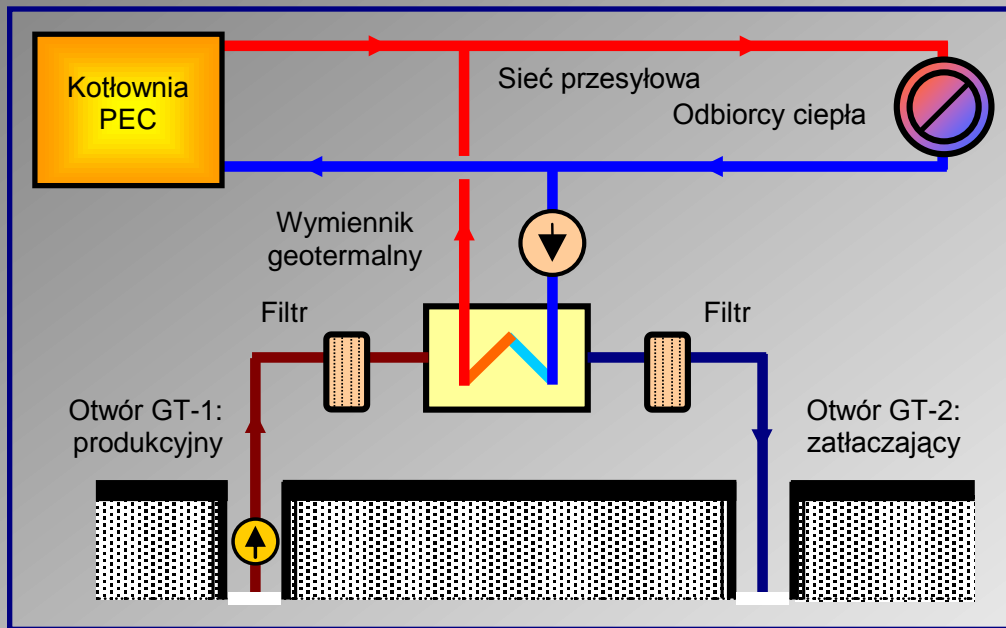 Kotłownia
PEC
Sieć przesyłowa
Odbiorcy ciepła
Wymiennik
geotermalny
Filtr
Filtr
Otwór GT-1:
produkcyjny
Otwór GT-2:
zatłaczający